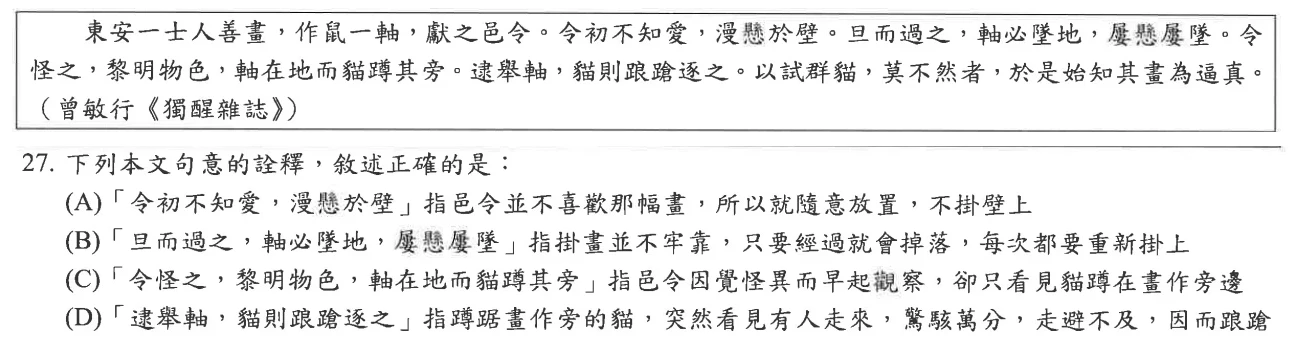 東安一士人善畫，作鼠一軸，獻之邑令。令初不知愛，漫懸於壁。旦而過之，軸必墜地，屢懸屢墜。令
怪之，黎明物色，軸在地而貓蹲其旁。逮舉軸，貓則踉蹌逐之。以試群貓，莫不然者，於是始知其畫為逼真。
（曾敏行《獨醒雜誌》）
27. 下列本文句意的詮釋，敘述正確的是：
(A)「令初不知愛，漫懸於壁」指邑令並不喜歡那幅畫，所以就隨意放置，不掛壁上
(B)「旦而過之，軸必墜地，屢懸屢墜」指掛畫並不牢靠，只要經過就會掉落，每次都要重新掛上
(C)「令怪之，黎明物色，軸在地而貓蹲其旁」指邑令因覺怪異而早起觀察，卻只看見貓蹲在畫作旁邊
(D)「逮舉軸，貓則踉蹌逐之」指蹲踞畫作旁的貓，突然看見有人走來，驚駭萬分，走避不及，因而踉蹌